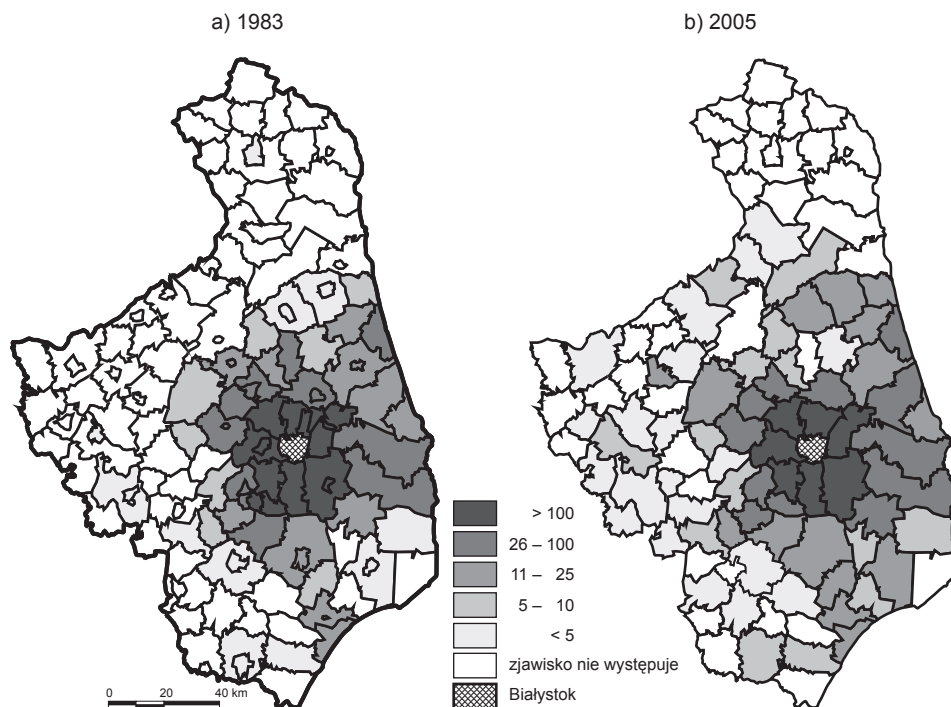 a) 1983
b) 2005
> 100
26 – 100
11 – 25
5 – 10
< 5
zjawisko nie występuje
Białystok
0 20 40 km